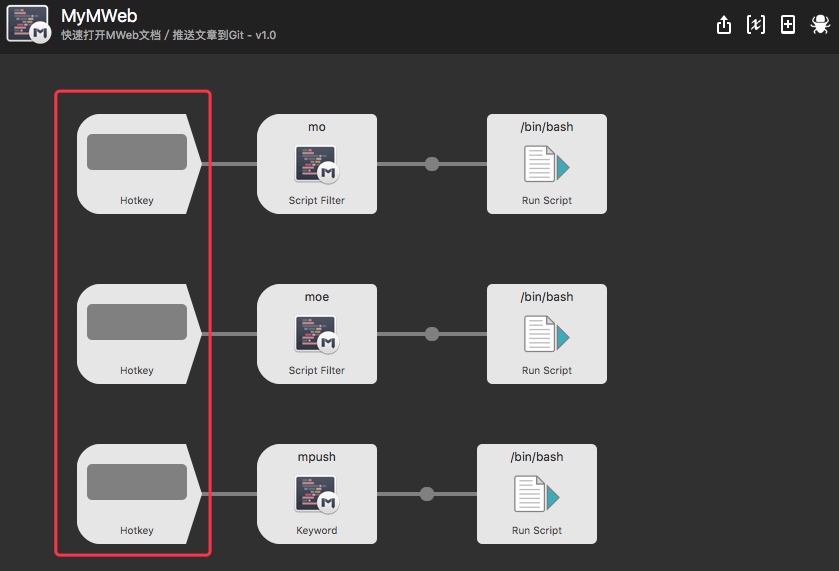 MyMWeb
快速打开MWeb文档 / 推送文章到Git - v1.0
mo
/bin/bash
Hotkey
Script Filter
Run Script
moe
/bin/bash
Hotkey
Script Filter
Run Script
mpush
/bin/bash
Hotkey
Keyword
Run Script